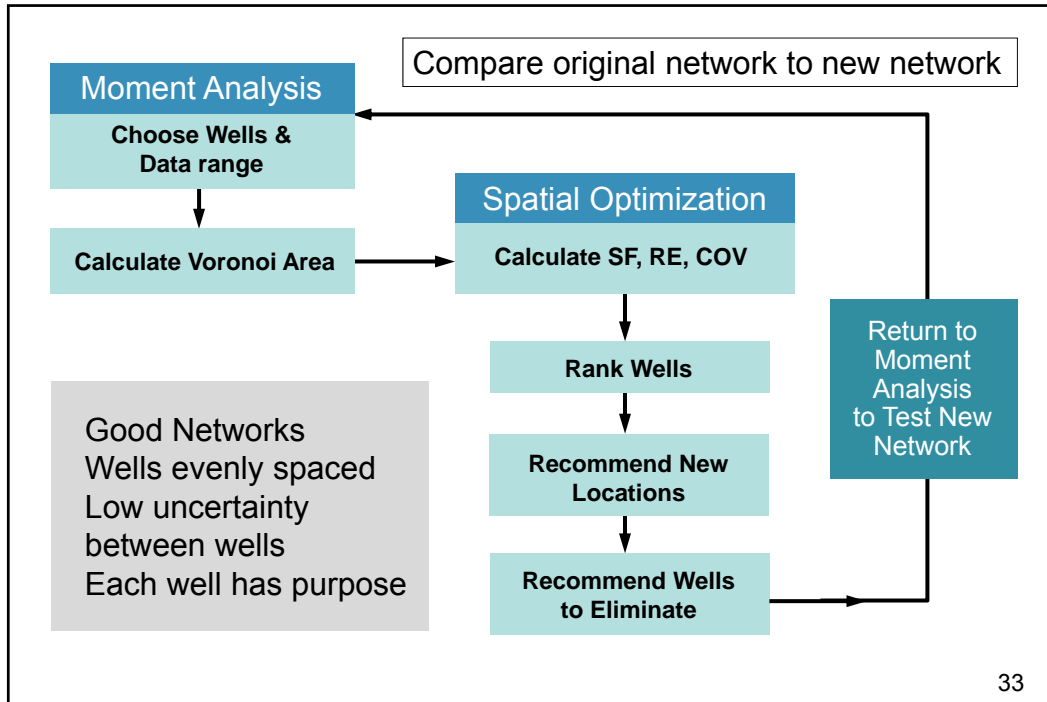 Compare original network to new network
Moment Analysis
Choose Wells &
Data range
Calculate Voronoi Area
Spatial Optimization
Calculate SF, RE, COV
Rank Wells
Recommend New
Locations
Recommend Wells
to Eliminate
Return to
Moment
Analysis
to Test New
Network
Good Networks
Wells evenly spaced
Low uncertainty
between wells
Each well has purpose
33